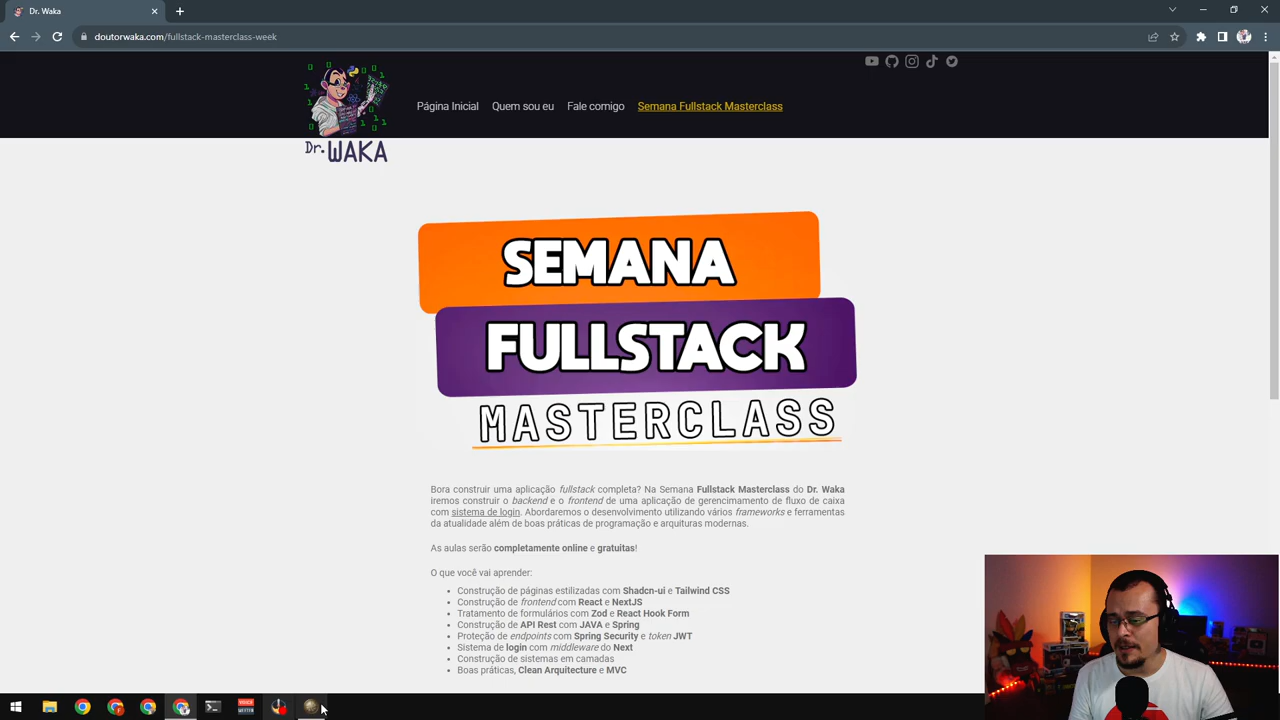 Dr. Waka
doutorwaka.com/fullstack-masterclass-week
Dr. WAKA
Página Inicial Quem sou eu Fale comigo Semana Fullstack Masterclass
SEMANA
FULLSTACK
MASTERCLASS
Bora construir uma aplicação fullstack completa? Na Semana Fullstack Masterclass do Dr. Waka
iremos construir o backend e o frontend de uma aplicação de gerencimamento de fluxo de caixa
com sistema de login. Abordaremos o desenvolvimento utilizando vários frameworks e ferramentas
da atualidade além de boas práticas de programação e arquituras modernas.
As aulas serão completamente online e gratuitas!
O que você vai aprender:
Construção de páginas estilizadas com Shadcn-ui e Tailwind CSS
Construção de frontend com React e NextJS
Tratamento de formulários com Zod e React Hook Form
Construção de API Rest com JAVA e Spring
Proteção de endpoints com Spring Security e token JWT
Sistema de login com middleware do Next
Construção de sistemas em camadas
Boas práticas, Clean Arquitecture e MVC